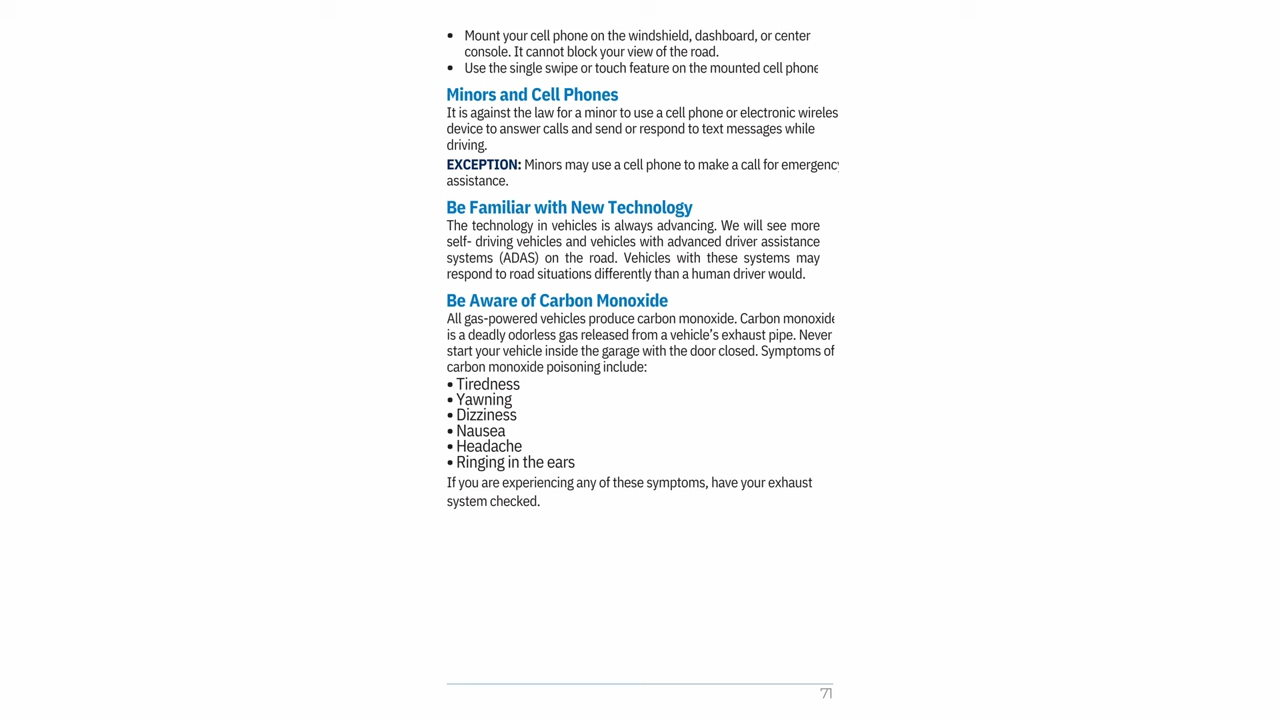 • Mount your cell phone on the windshield, dashboard, or center
console. It cannot block your view of the road.
• Use the single swipe or touch feature on the mounted cell phone
Minors and Cell Phones
It is against the law for a minor to use a cell phone or electronic wireles
device to answer calls and send or respond to text messages while
driving.
EXCEPTION: Minors may use a cell phone to make a call for emergency
assistance.
Be Familiar with New Technology
The technology in vehicles is always advancing. We will see more
self- driving vehicles and vehicles with advanced driver assistance
systems (ADAS) on the road. Vehicles with these systems may
respond to road situations differently than a human driver would.
Be Aware of Carbon Monoxide
All gas-powered vehicles produce carbon monoxide. Carbon monoxide
is a deadly odorless gas released from a vehicle’s exhaust pipe. Never
start your vehicle inside the garage with the door closed. Symptoms of
carbon monoxide poisoning include:
• Tiredness
• Yawning
• Dizziness
• Nausea
• Headache
• Ringing in the ears
If you are experiencing any of these symptoms, have your exhaust
system checked.
71